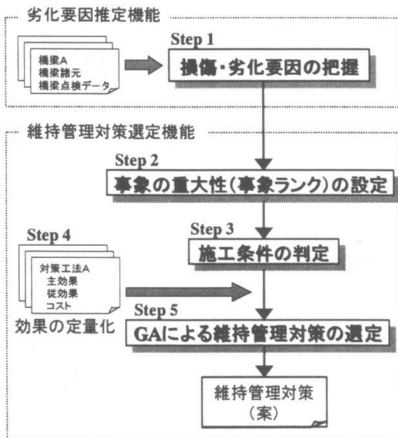 劣化要因推定機能
Step 1
橋梁A
橋梁諸元
橋梁点検データ
損傷・劣化要因の把握
維持管理対策選定機能
Step 2
事象の重大性(事象ランク)の設定
Step 3
施工条件の判定
Step 4
対策工法A
主効果
従効果
コスト
効果の定量化
Step 5
GAによる維持管理対策の選定
維持管理対策
(案)